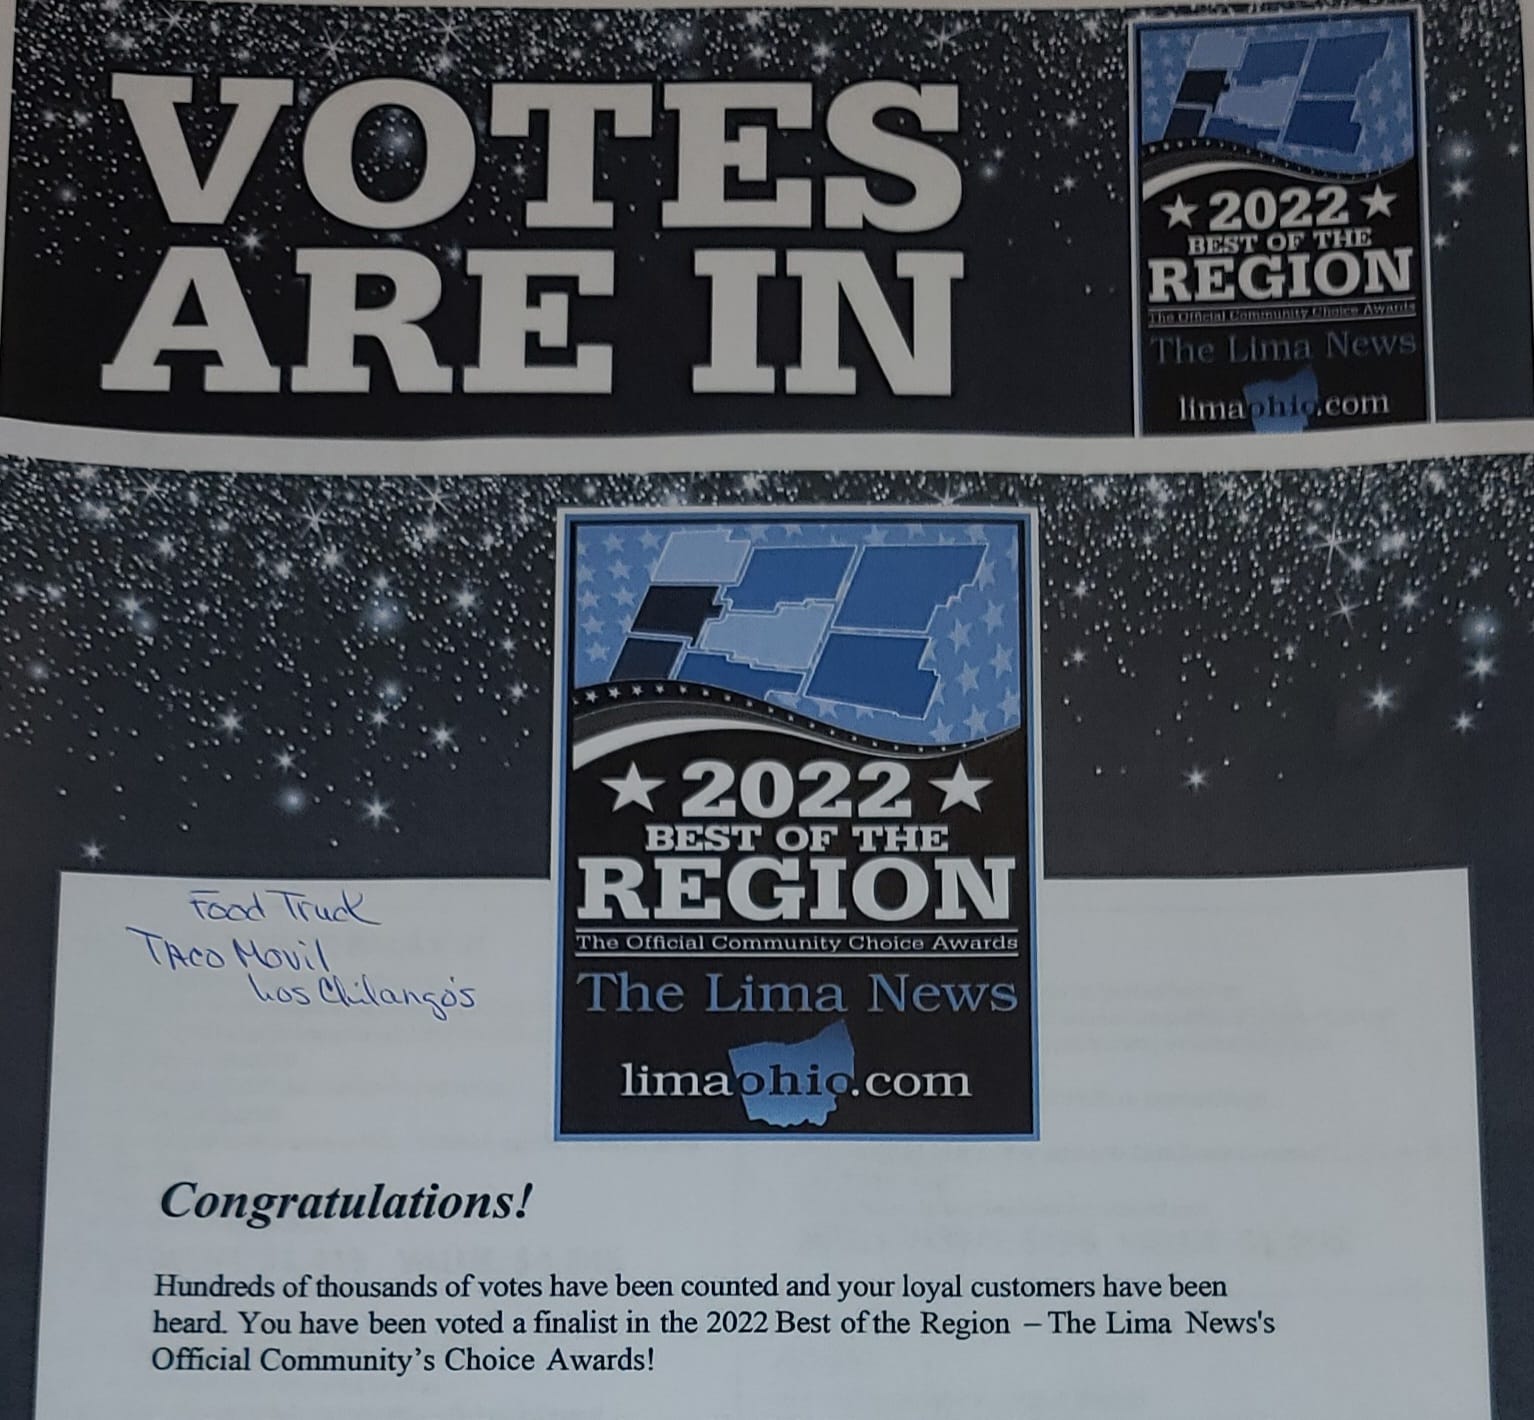 VOTES
ARE IN
2022
BEST OF THE
REGION
The Official Community Choice Awards
The Lima News
limaohio.com
2022
BEST OF THE
REGION
The Official Community Choice Awards
The Lima News
limaohio.com
Food Truck
TACO Movil
Los Chilango's
Congratulations!
Hundreds of thousands of votes have been counted and your loyal customers have been
heard. You have been voted a finalist in the 2022 Best of the Region – The Lima News's
Official Community's Choice Awards!